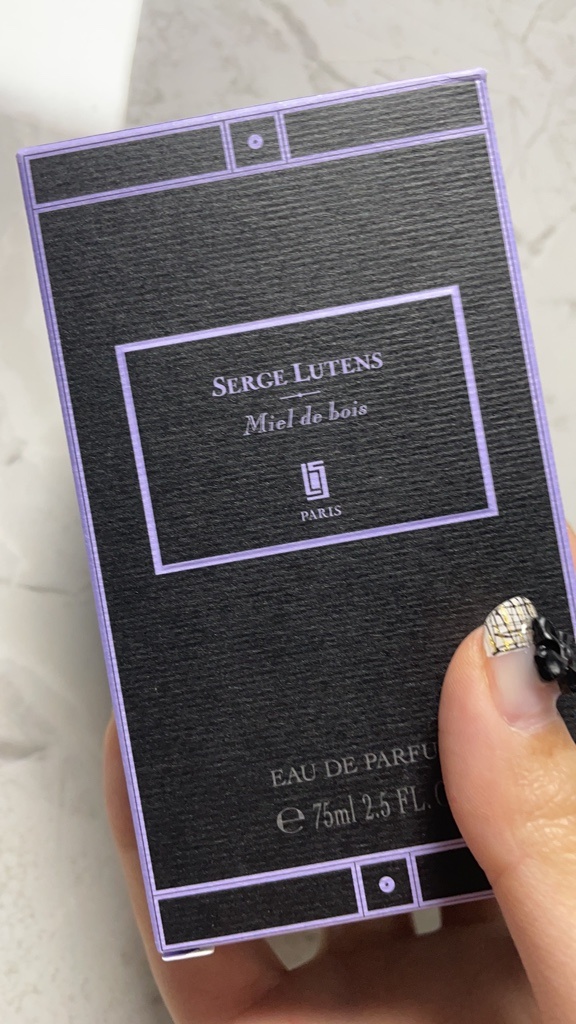 SERGE LUTENS
Miel de bois
PARIS
EAU DE PARFU
e 75ml 2.5 FL.